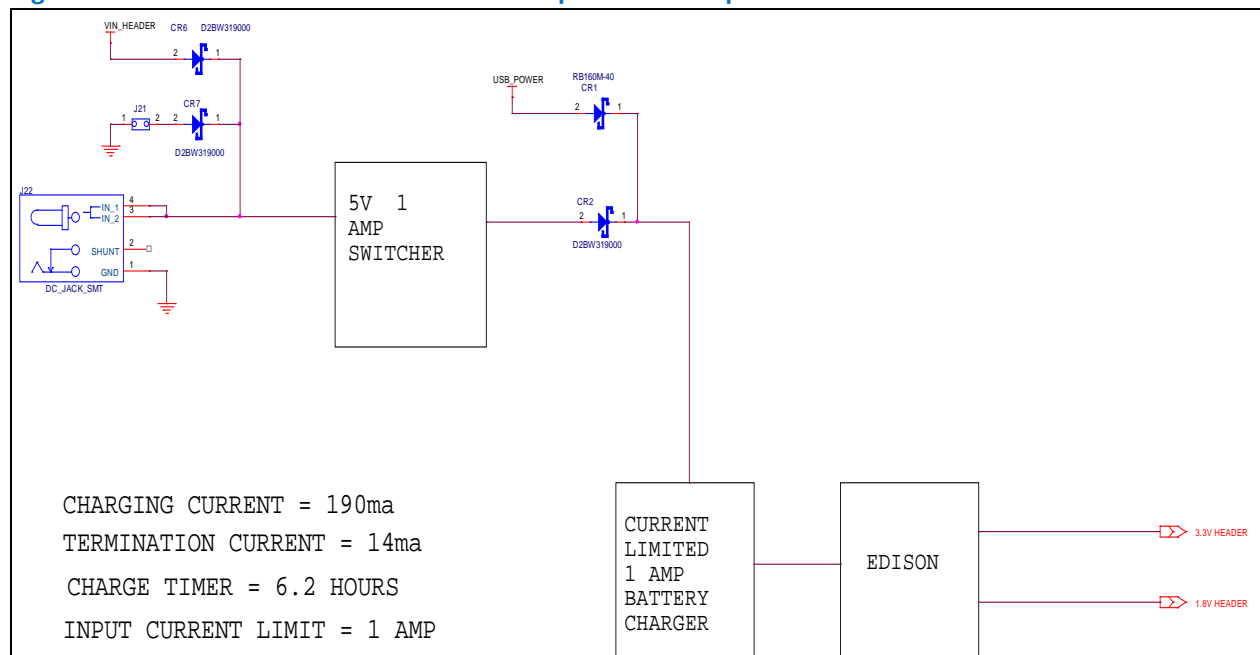 VIN_HEADER
CR6 D2BW319000
2 1
J21
CR7
1 2 2 1
D2BW319000
USB_POWER
RB160M-40
CR1
2 1
J22
IN_1 4
IN_2 3
SHUNT 2
GND 1
DC_JACK_SMT
5V 1
AMP
SWITCHER
CR2
2 1
D2BW319000
CHARGING CURRENT = 190ma
TERMINATION CURRENT = 14ma
CHARGE TIMER = 6.2 HOURS
INPUT CURRENT LIMIT = 1 AMP
CURRENT
LIMITED
1 AMP
BATTERY
CHARGER
EDISON
3.3V HEADER
1.8V HEADER